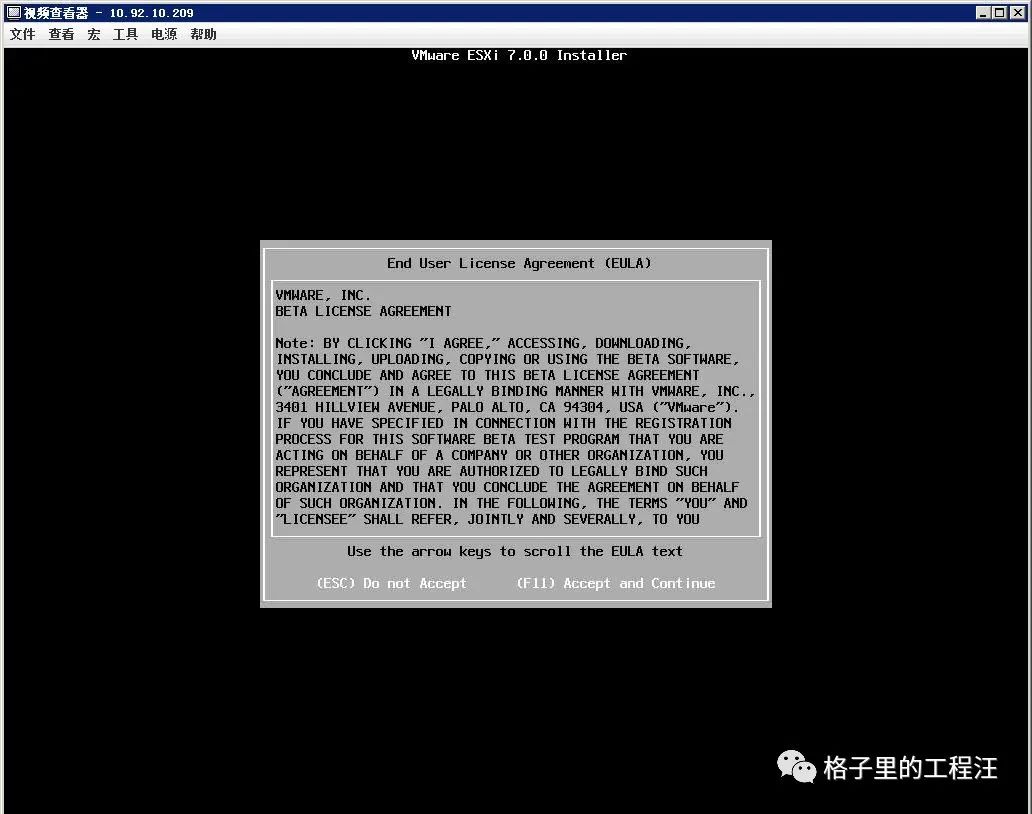 视频查看器 - 10.92.10.209
文件 查看 宏 工具 电源 帮助
VMware ESXi 7.0.0 Installer
End User License Agreement (EULA)
VMWARE, INC.
BETA LICENSE AGREEMENT
Note: BY CLICKING "I AGREE," ACCESSING, DOWNLOADING,
INSTALLING, UPLOADING, COPYING OR USING THE BETA SOFTWARE,
YOU CONCLUDE AND AGREE TO THIS BETA LICENSE AGREEMENT
("AGREEMENT") IN A LEGALLY BINDING MANNER WITH VMWARE, INC.,
3401 HILLVIEW AVENUE, PALO ALTO, CA 94304, USA ("VMware").
IF YOU HAVE SPECIFIED IN CONNECTION WITH THE REGISTRATION
PROCESS FOR THIS SOFTWARE BETA TEST PROGRAM THAT YOU ARE
ACTING ON BEHALF OF A COMPANY OR OTHER ORGANIZATION, YOU
REPRESENT THAT YOU ARE AUTHORIZED TO LEGALLY BIND SUCH
ORGANIZATION AND THAT YOU CONCLUDE THE AGREEMENT ON BEHALF
OF SUCH ORGANIZATION. IN THE FOLLOWING, THE TERMS "YOU" AND
"LICENSEE" SHALL REFER, JOINTLY AND SEVERALLY, TO YOU
Use the arrow keys to scroll the EULA text
(ESC) Do not Accept (F11) Accept and Continue
格子里的工程汪